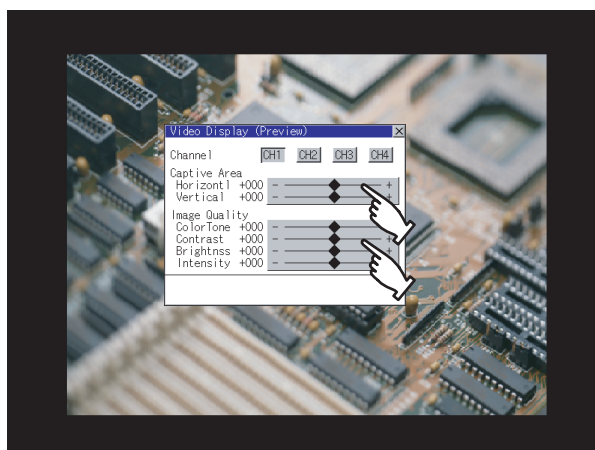 Video Display (Preview) ×
Channel CH1 CH2 CH3 CH4
Captive Area
Horizontl +000 - +
Vertical +000 - +
Image Quality
ColorTone +000 -
Contrast +000 - +
Brightnss +000 - +
Intensity +000 - +